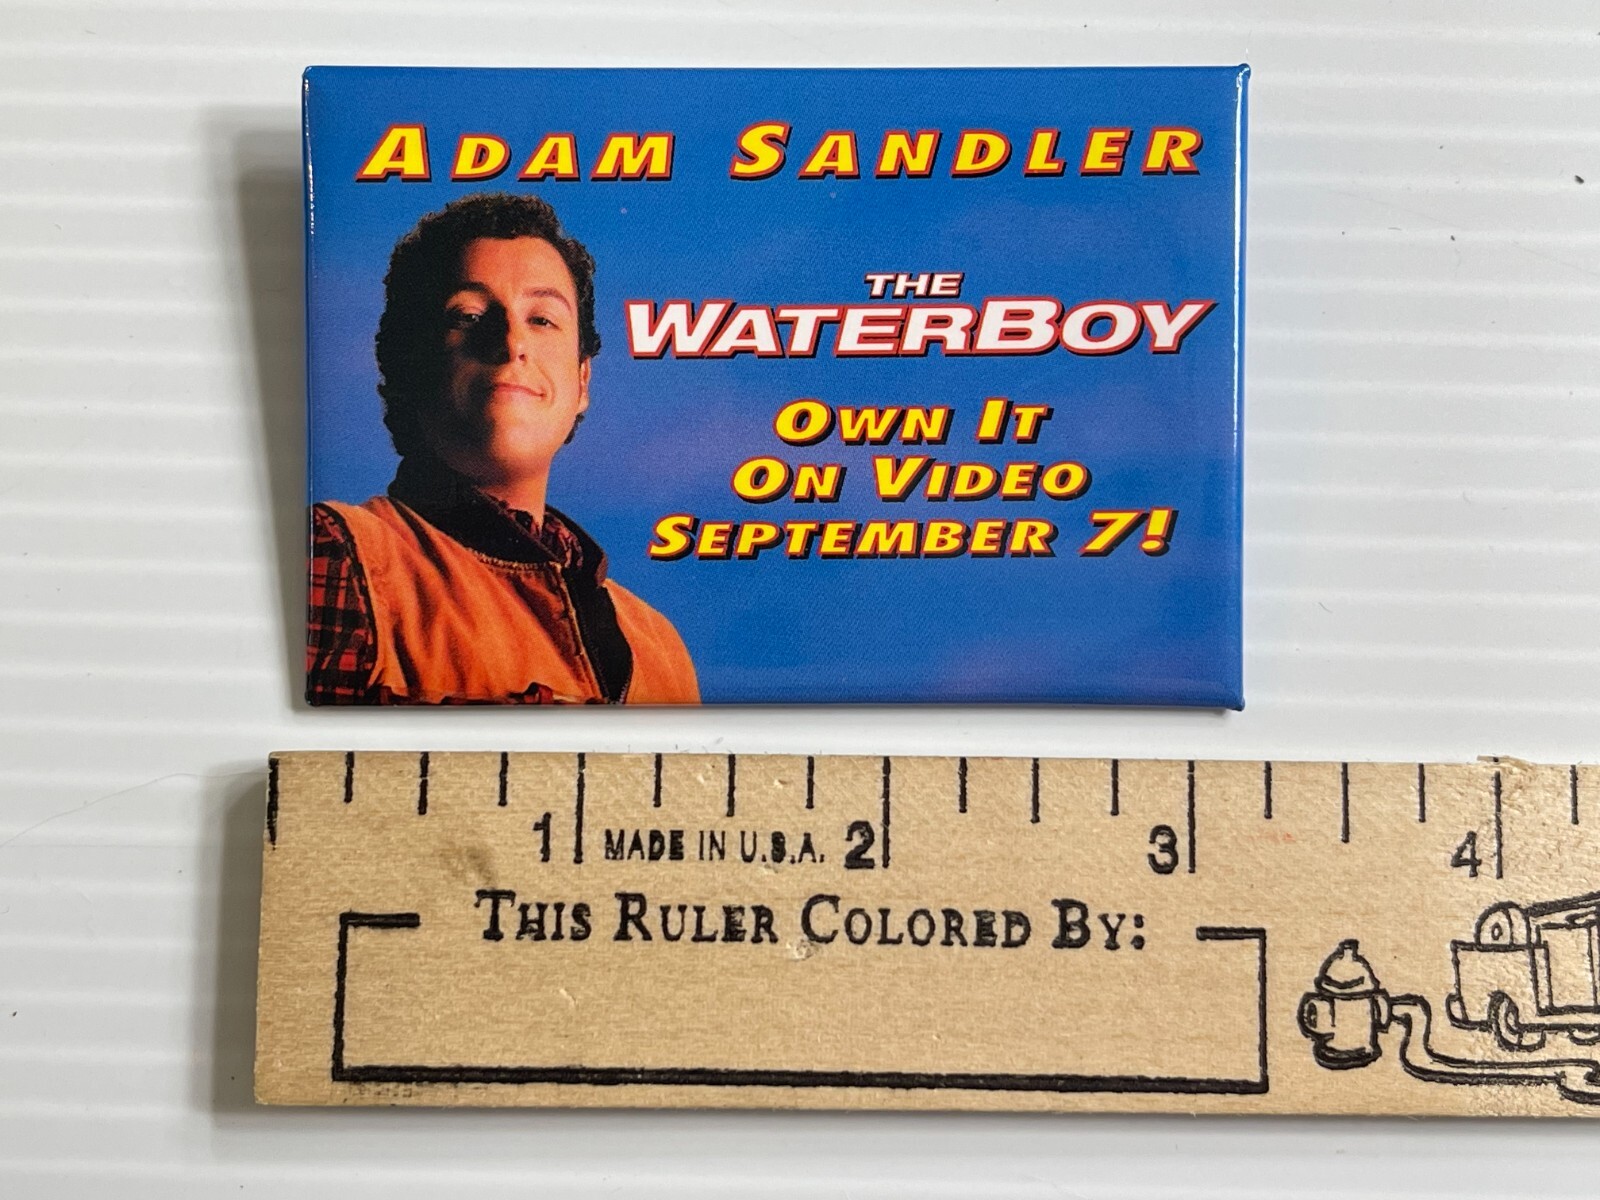 ADAM SANDLER
THE
WATERBOY
OWN IT
ON VIDEO
SEPTEMBER 7!
1 MADE IN U.S.A. 2 3 4
THIS RULER COLORED BY: